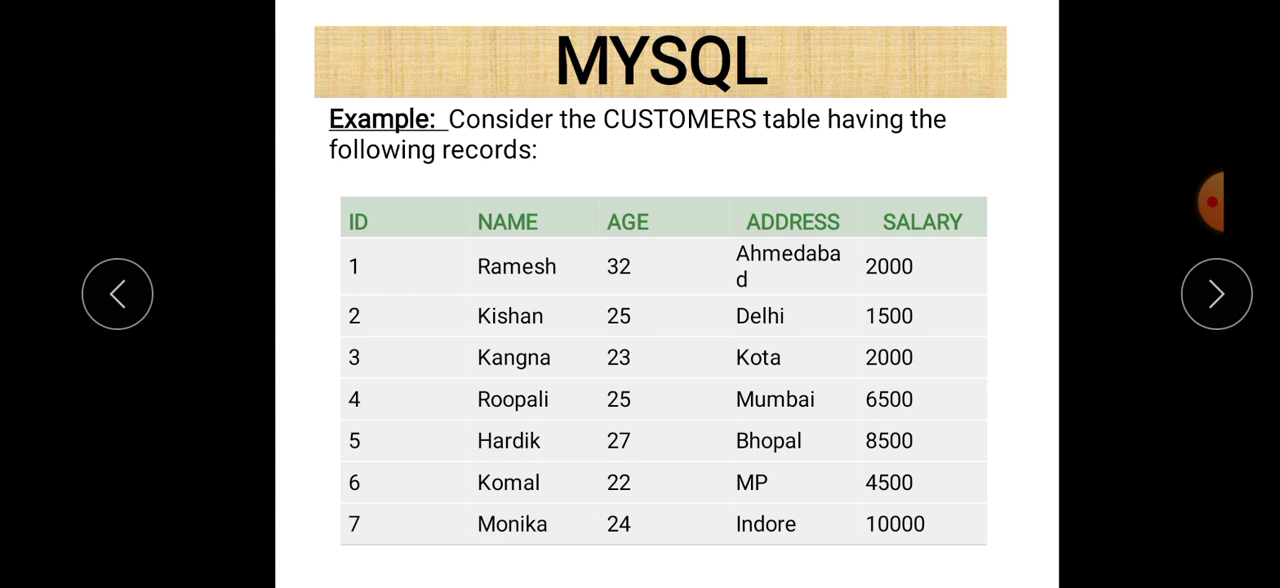 MYSQL
Example: Consider the CUSTOMERS table having the
following records:
ID NAME AGE ADDRESS SALARY
1 Ramesh 32 Ahmedaba
d 2000
2 Kishan 25 Delhi 1500
3 Kangna 23 Kota 2000
4 Roopali 25 Mumbai 6500
5 Hardik 27 Bhopal 8500
6 Komal 22 MP 4500
7 Monika 24 Indore 10000